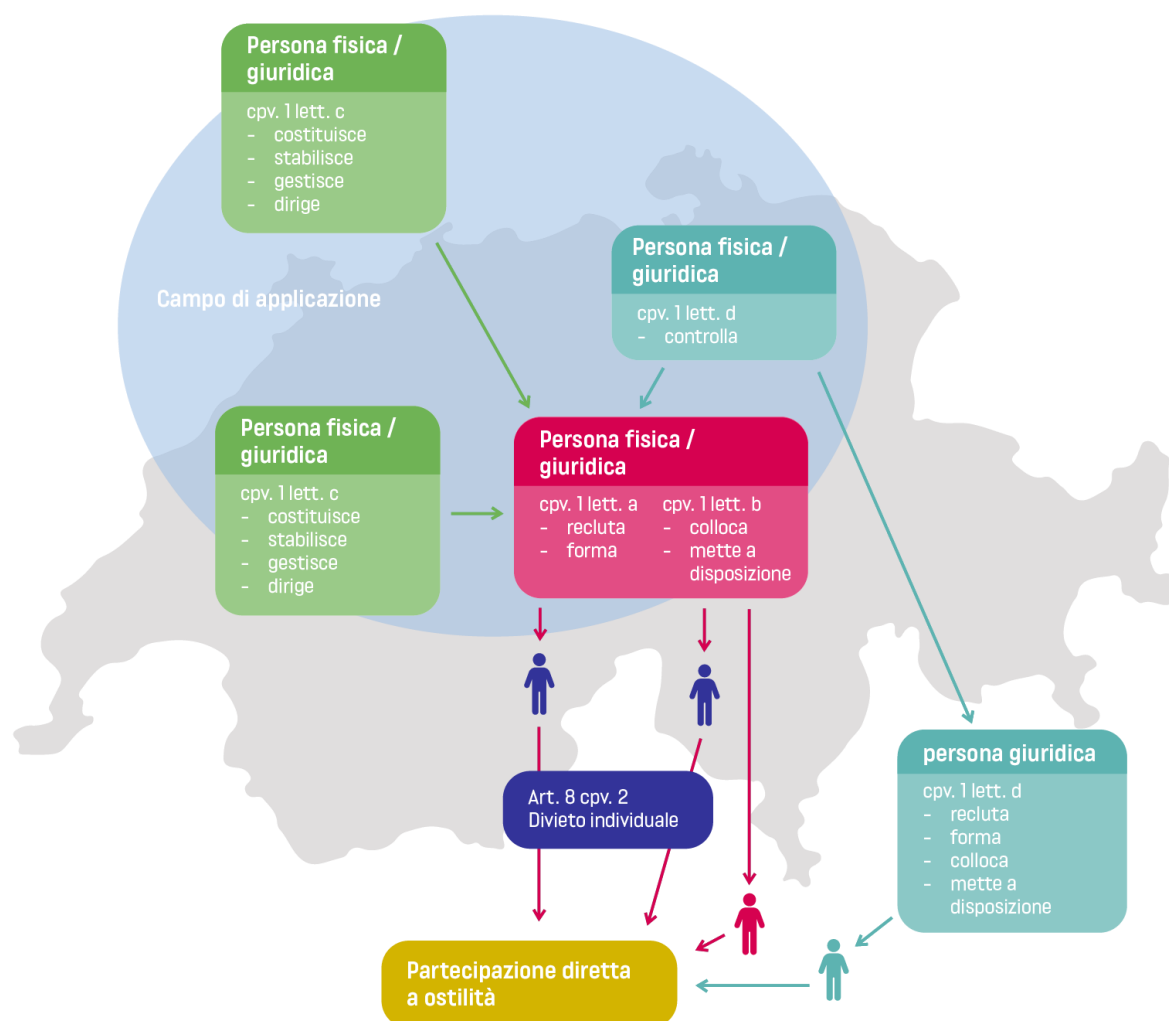 Persona fisica /
giuridica
cpv. 1 lett. c
- costituisce
- stabilisce
- gestisce
- dirige
Campo di applicazione
Persona fisica /
giuridica
cpv. 1 lett. d
- controlla
Persona fisica /
giuridica
cpv. 1 lett. c
- costituisce
- stabilisce
- gestisce
- dirige
Persona fisica /
giuridica
cpv. 1 lett. a
- recluta
- forma
cpv. 1 lett. b
- colloca
- mette a
disposizione
Art. 8 cpv. 2
Divieto individuale
persona giuridica
cpv. 1 lett. d
- recluta
- forma
- colloca
- mette a
disposizione
Partecipazione diretta
a ostilità